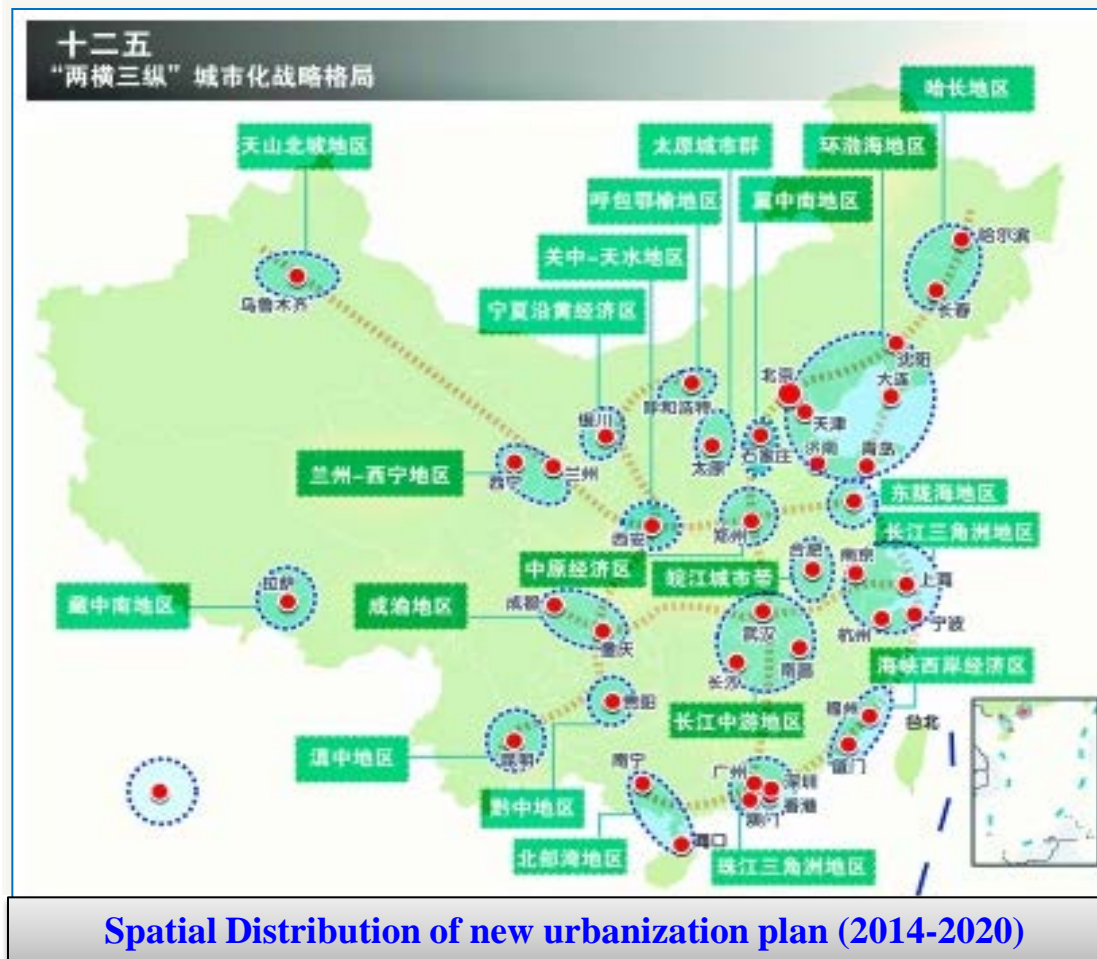 十二五
“两横三纵”城市化战略格局
哈长地区
天山北坡地区
太原城市群
环渤海地区
呼包鄂榆地区
冀中南地区
关中-天水地区
宁夏沿黄经济区
哈尔滨
长春
乌鲁木齐
沈阳
北京
大连
呼和浩特
天津
银川
石家庄
太原
济南
青岛
兰州-西宁地区
西宁
兰州
东陇海地区
西安
郑州
长江三角洲地区
中原经济区
皖江城市带
合肥
南京
上海
拉萨
藏中南地区
成渝地区
成都
重庆
武汉
杭州
宁波
长沙
南昌
海峡西岸经济区
贵阳
长江中游地区
福州
台北
滇中地区
昆明
厦门
南宁
广州
深圳
香港
澳门
黔中地区
海口
北部湾地区
珠江三角洲地区
Spatial Distribution of new urbanization plan (2014-2020)